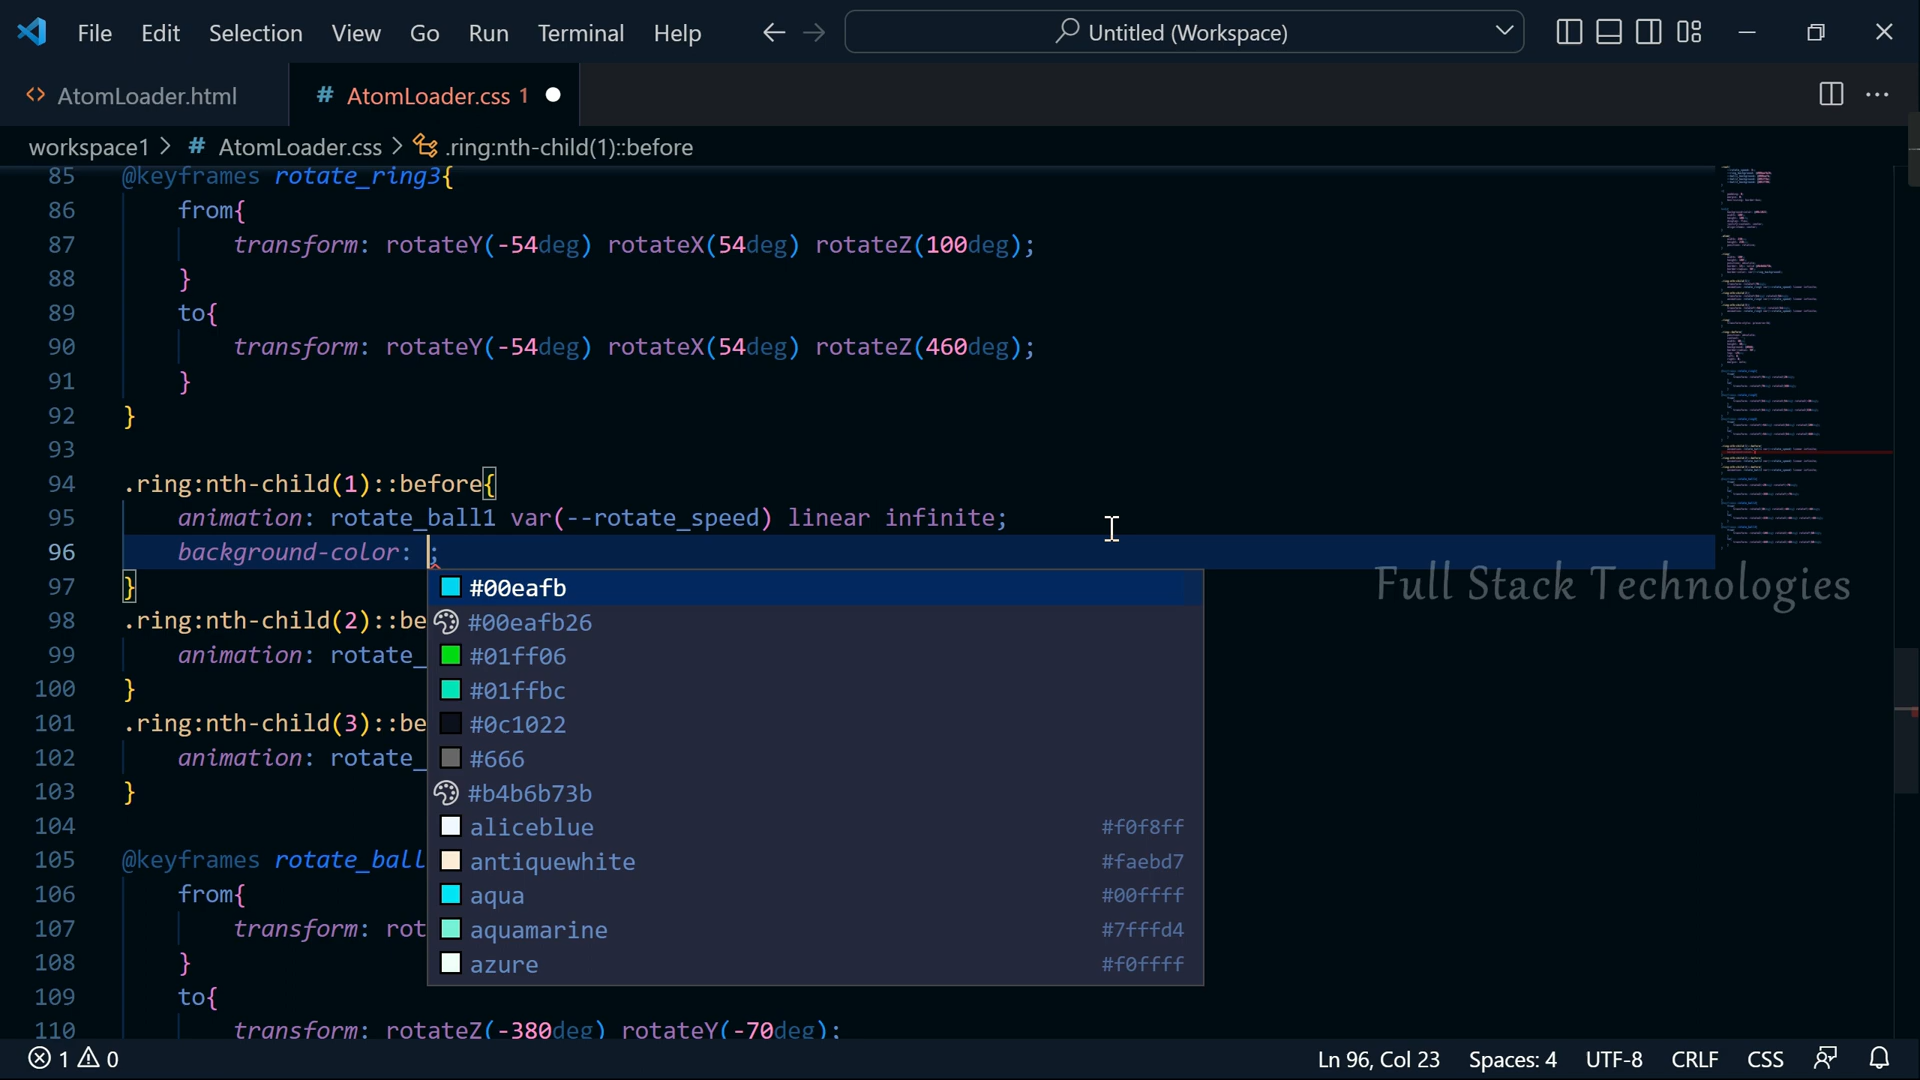 File Edit Selection View Go Run Terminal Help Untitled (Workspace)
AtomLoader.html # AtomLoader.css 1
workspace1 > # AtomLoader.css > .ring:nth-child(1)::before
85 @keyframes rotate_ring3{
86 from{
87 transform: rotateY(-54deg) rotateX(54deg) rotateZ(100deg);
88 }
89 to{
90 transform: rotateY(-54deg) rotateX(54deg) rotateZ(460deg);
91 }
92 }
93
94 .ring:nth-child(1)::before{
95 animation: rotate_ball1 var(--rotate_speed) linear infinite;
96 background-color: ;
97 }
98 .ring:nth-child(2)::be
99 animation: rotate_
100 }
101 .ring:nth-child(3)::be
102 animation: rotate_
103 }
104
105 @keyframes rotate_ball
106 from{
107 transform: rot
108 }
109 to{
110 transform: rotateZ(-380deg) rotateY(-70deg);
#00eafb
#00eafb26
#01ff06
#01ffbc
#0c1022
#666
#b4b6b73b
aliceblue #f0f8ff
antiquewhite #faebd7
aqua #00ffff
aquamarine #7fffd4
azure #f0ffff
Full Stack Technologies
1 0 Ln 96, Col 23 Spaces: 4 UTF-8 CRLF CSS